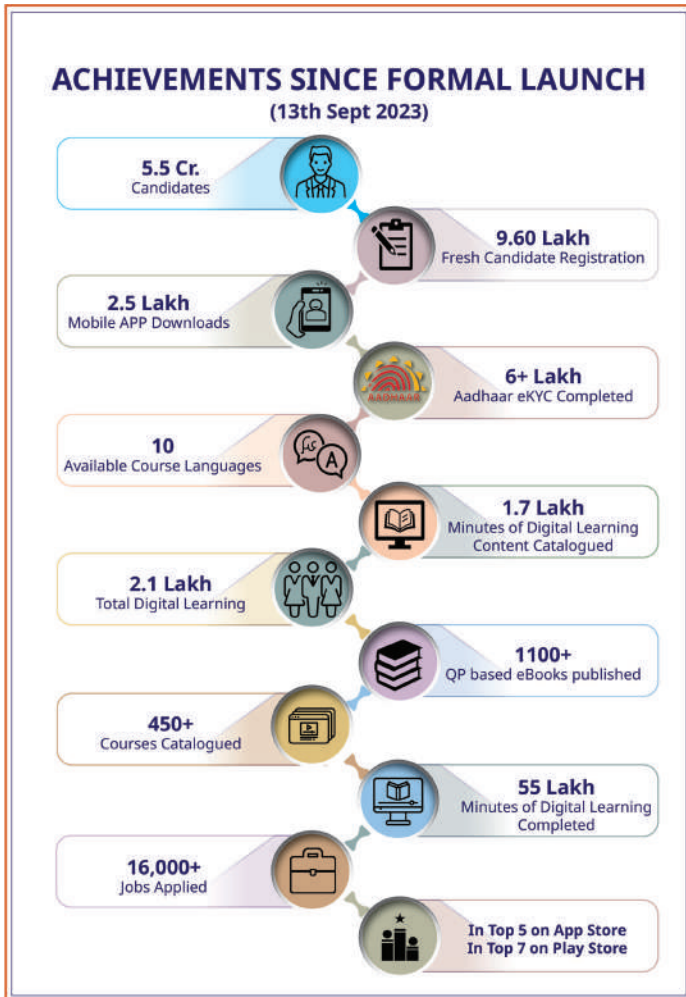 ACHIEVEMENTS SINCE FORMAL LAUNCH
(13th Sept 2023)
5.5 Cr.
Candidates
9.60 Lakh
Fresh Candidate Registration
2.5 Lakh
Mobile APP Downloads
6+ Lakh
Aadhaar eKYC Completed
AADHAAR
10
Available Course Languages
A
1.7 Lakh
Minutes of Digital Learning
Content Catalogued
2.1 Lakh
Total Digital Learning
1100+
QP based eBooks published
450+
Courses Catalogued
55 Lakh
Minutes of Digital Learning
Completed
16,000+
Jobs Applied
In Top 5 on App Store
In Top 7 on Play Store